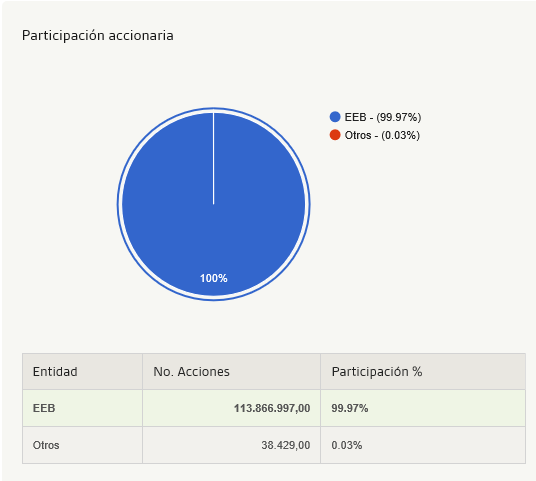 Participación accionaria
EEB - (99.97%)
Otros - (0.03%)
100%
Entidad No. Acciones Participación %
EEB 113.866.997,00 99.97%
Otros 38.429,00 0.03%